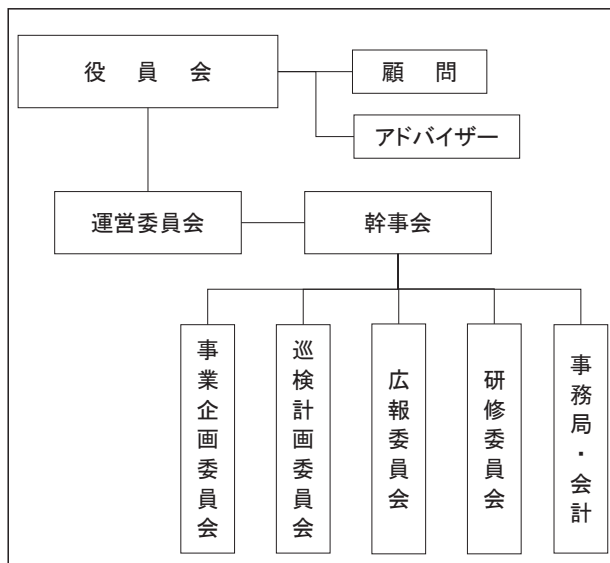 役　員　会
顧　問
アドバイザー
運営委員会
幹事会
事業企画委員会
巡検計画委員会
広報委員会
研修委員会
事務局・会計